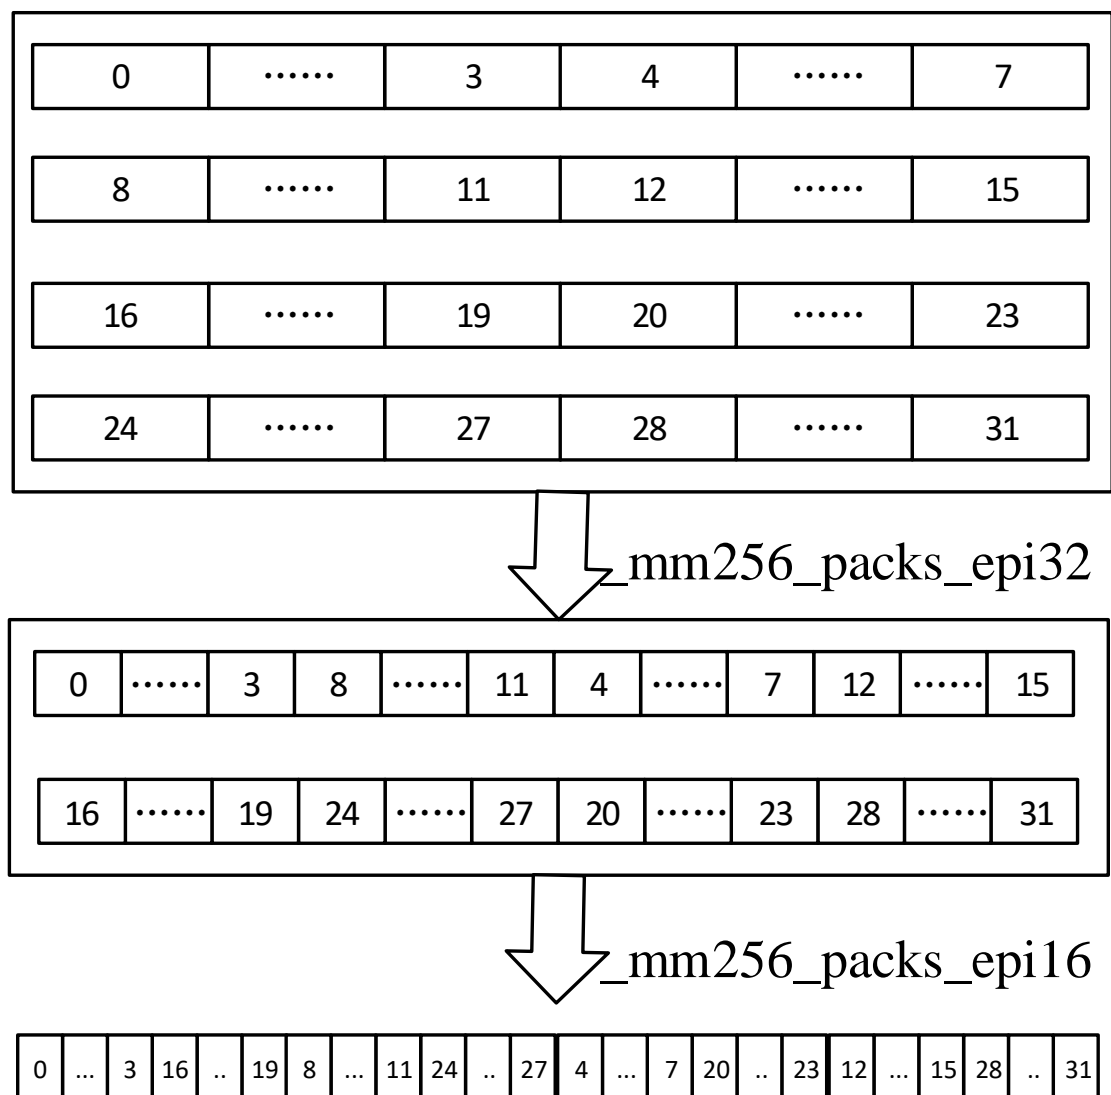 0 ...... 3 4 ...... 7
8 ...... 11 12 ...... 15
16 ...... 19 20 ...... 23
24 ...... 27 28 ...... 31
_mm256_packs_epi32
0 ...... 3 8 ...... 11 4 ...... 7 12 ...... 15
16 ...... 19 24 ...... 27 20 ...... 23 28 ...... 31
_mm256_packs_epi16
0 ... 3 16 .. 19 8 ... 11 24 .. 27 4 ... 7 20 .. 23 12 ... 15 28 .. 31